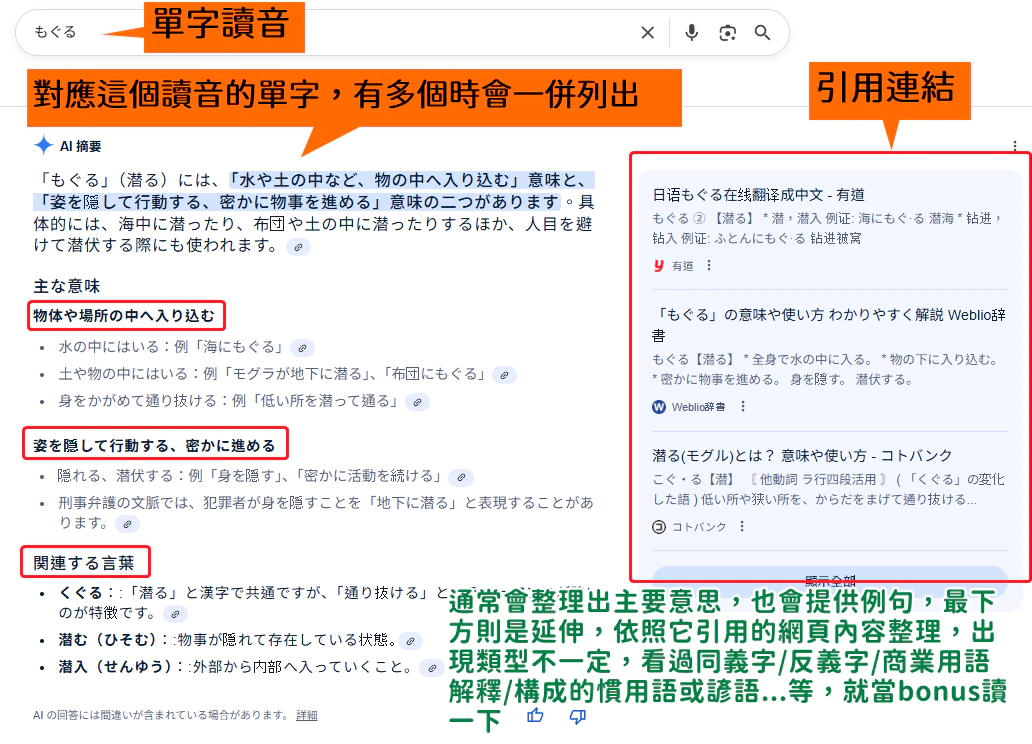 もぐる
單字讀音
對應這個讀音的單字，有多個時會一併列出
引用連結
AI 摘要
「もぐる」（潜る）には、「水や土の中など、物の中へ入り込む」意味と、
「姿を隠して行動する、密かに物事を進める」意味の二つがあります。具
体的には、海中に潜ったり、布団や土の中に潜ったりするほか、人目を避
けて潜伏する際にも使われます。
主な意味
物体や場所の中へ入り込む
• 水の中にはいる：例「海にもぐる」
• 土や物の中にはいる：例「モグラが地下に潜る」、「布団にもぐる」
• 身をかがめて通り抜ける：例「低い所を潜って通る」
姿を隠して行動する、密かに進める
• 隠れる、潜伏する：例「身を隠す」、「密かに活動を続ける」
• 刑事弁護の文脈では、犯罪者が身を隠すことを「地下に潜る」と表現することがあ
ります。
関連する言葉
• くぐる：:「潜る」と漢字で共通ですが、「通り抜ける」と
のが特徴です。
• 潜む（ひそむ）：:物事が隠れて存在している状態。
• 潜入（せんゆう）：:外部から内部へ入っていくこと。
AI の回答には間違いが含まれている場合があります。 詳細
日语もぐる在线翻译成中文 - 有道
もぐる ② 【潜る】 * 潜，潜入 例证: 海にもぐ·る 潜海 * 钻进，
钻入 例证: ふとんにもぐ·る 钻进被窝
有道
「もぐる」の意味や使い方 わかりやすく解説 Weblio辞
書
もぐる【潜る】 * 全身で水の中に入る。 * 物の下に入り込む。
* 密かに物事を進める。 身を隠す。 潜伏する。
Weblio辞書
潜る(モグル)とは？ 意味や使い方 - コトバンク
こぐ・る【潜】 〘 他動詞 ラ行四段活用 〙 ( 「くぐる」の変化
した語 ) 低い所や狭い所を、からだをまげて通り抜ける...
コトバンク
顯示全部
通常會整理出主要意思，也會提供例句，最下
方則是延伸，依照它引用的網頁內容整理，出
現類型不一定，看過同義字/反義字/商業用語
解釋/構成的慣用語或諺語...等，就當bonus讀
一下